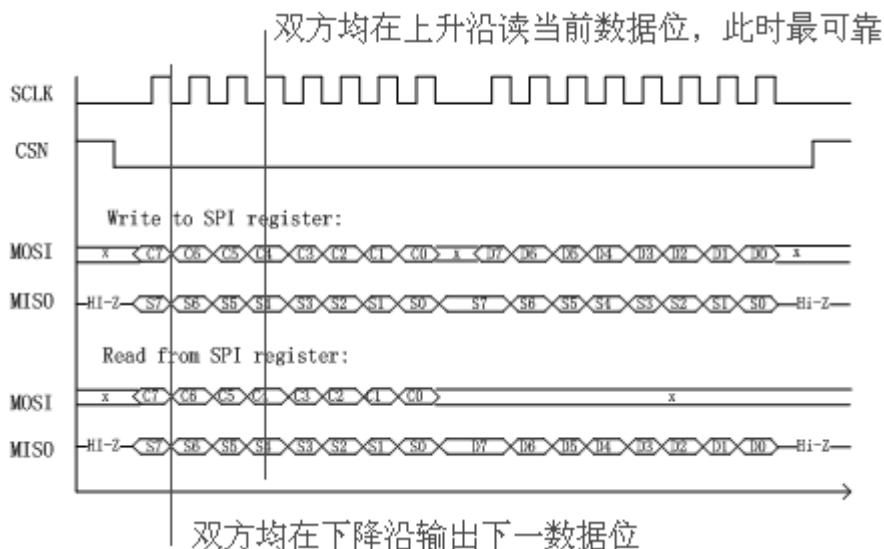 双方均在上升沿读当前数据位，此时最可靠
SCLK
CSN
Write to SPI register:
MOSI x C7 C6 C5 C4 C3 C2 C1 C0 x D7 D6 D5 D4 D3 D2 D1 D0 x
MISO HI-Z S7 S6 S5 S4 S3 S2 S1 S0 S7 S6 S5 S4 S3 S2 S1 S0 Hi-Z
Read from SPI register:
MOSI x C7 C6 C5 C4 C3 C2 C1 C0 x
MISO HI-Z S7 S6 S5 S4 S3 S2 S1 S0 D7 D6 D5 D4 D3 D2 D1 D0 Hi-Z
双方均在下降沿输出下一数据位